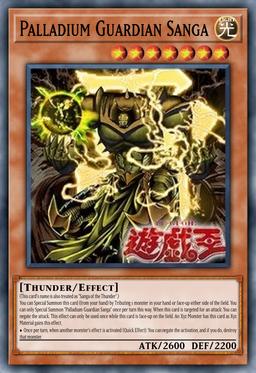 PALLADIUM GUARDIAN SANGA
光
遊戯王
[THUNDER/EFFECT]
(This card's name is also treated as "Sanga of the Thunder".)
You can Special Summon this card (from your hand) by Tributing 1 monster in your hand or face-up either side of the field. You
can only Special Summon "Palladium Guardian Sanga" once per turn this way. When this card is targeted for an attack: You can
negate the attack. This effect can only be used once while this card is face-up on the field. An Xyz Monster that has this card as Xyz
Material gains this effect.
● Once per turn, when another monster's effect is activated (Quick Effect): You can negate the activation, and if you do, destroy
that monster
ATK/2600 DEF/2200